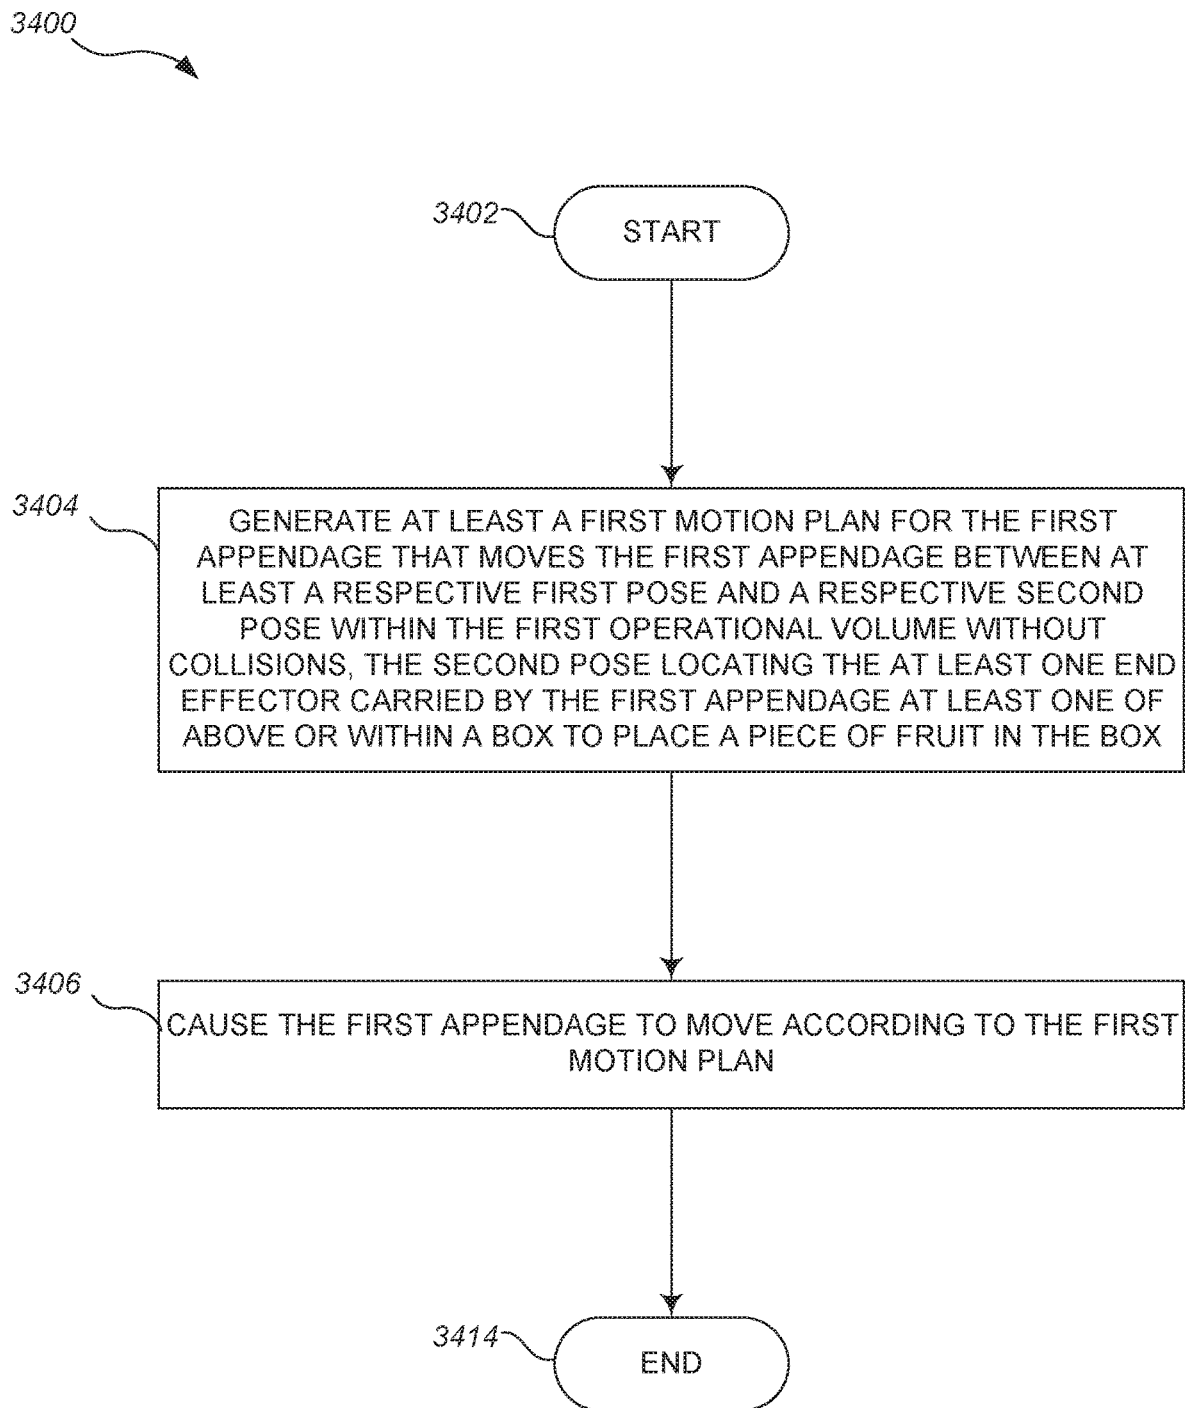 3400
3402
START
3404
GENERATE AT LEAST A FIRST MOTION PLAN FOR THE FIRST
APPENDAGE THAT MOVES THE FIRST APPENDAGE BETWEEN AT
LEAST A RESPECTIVE FIRST POSE AND A RESPECTIVE SECOND
POSE WITHIN THE FIRST OPERATIONAL VOLUME WITHOUT
COLLISIONS, THE SECOND POSE LOCATING THE AT LEAST ONE END
EFFECTOR CARRIED BY THE FIRST APPENDAGE AT LEAST ONE OF
ABOVE OR WITHIN A BOX TO PLACE A PIECE OF FRUIT IN THE BOX
3406
CAUSE THE FIRST APPENDAGE TO MOVE ACCORDING TO THE FIRST
MOTION PLAN
3414
END